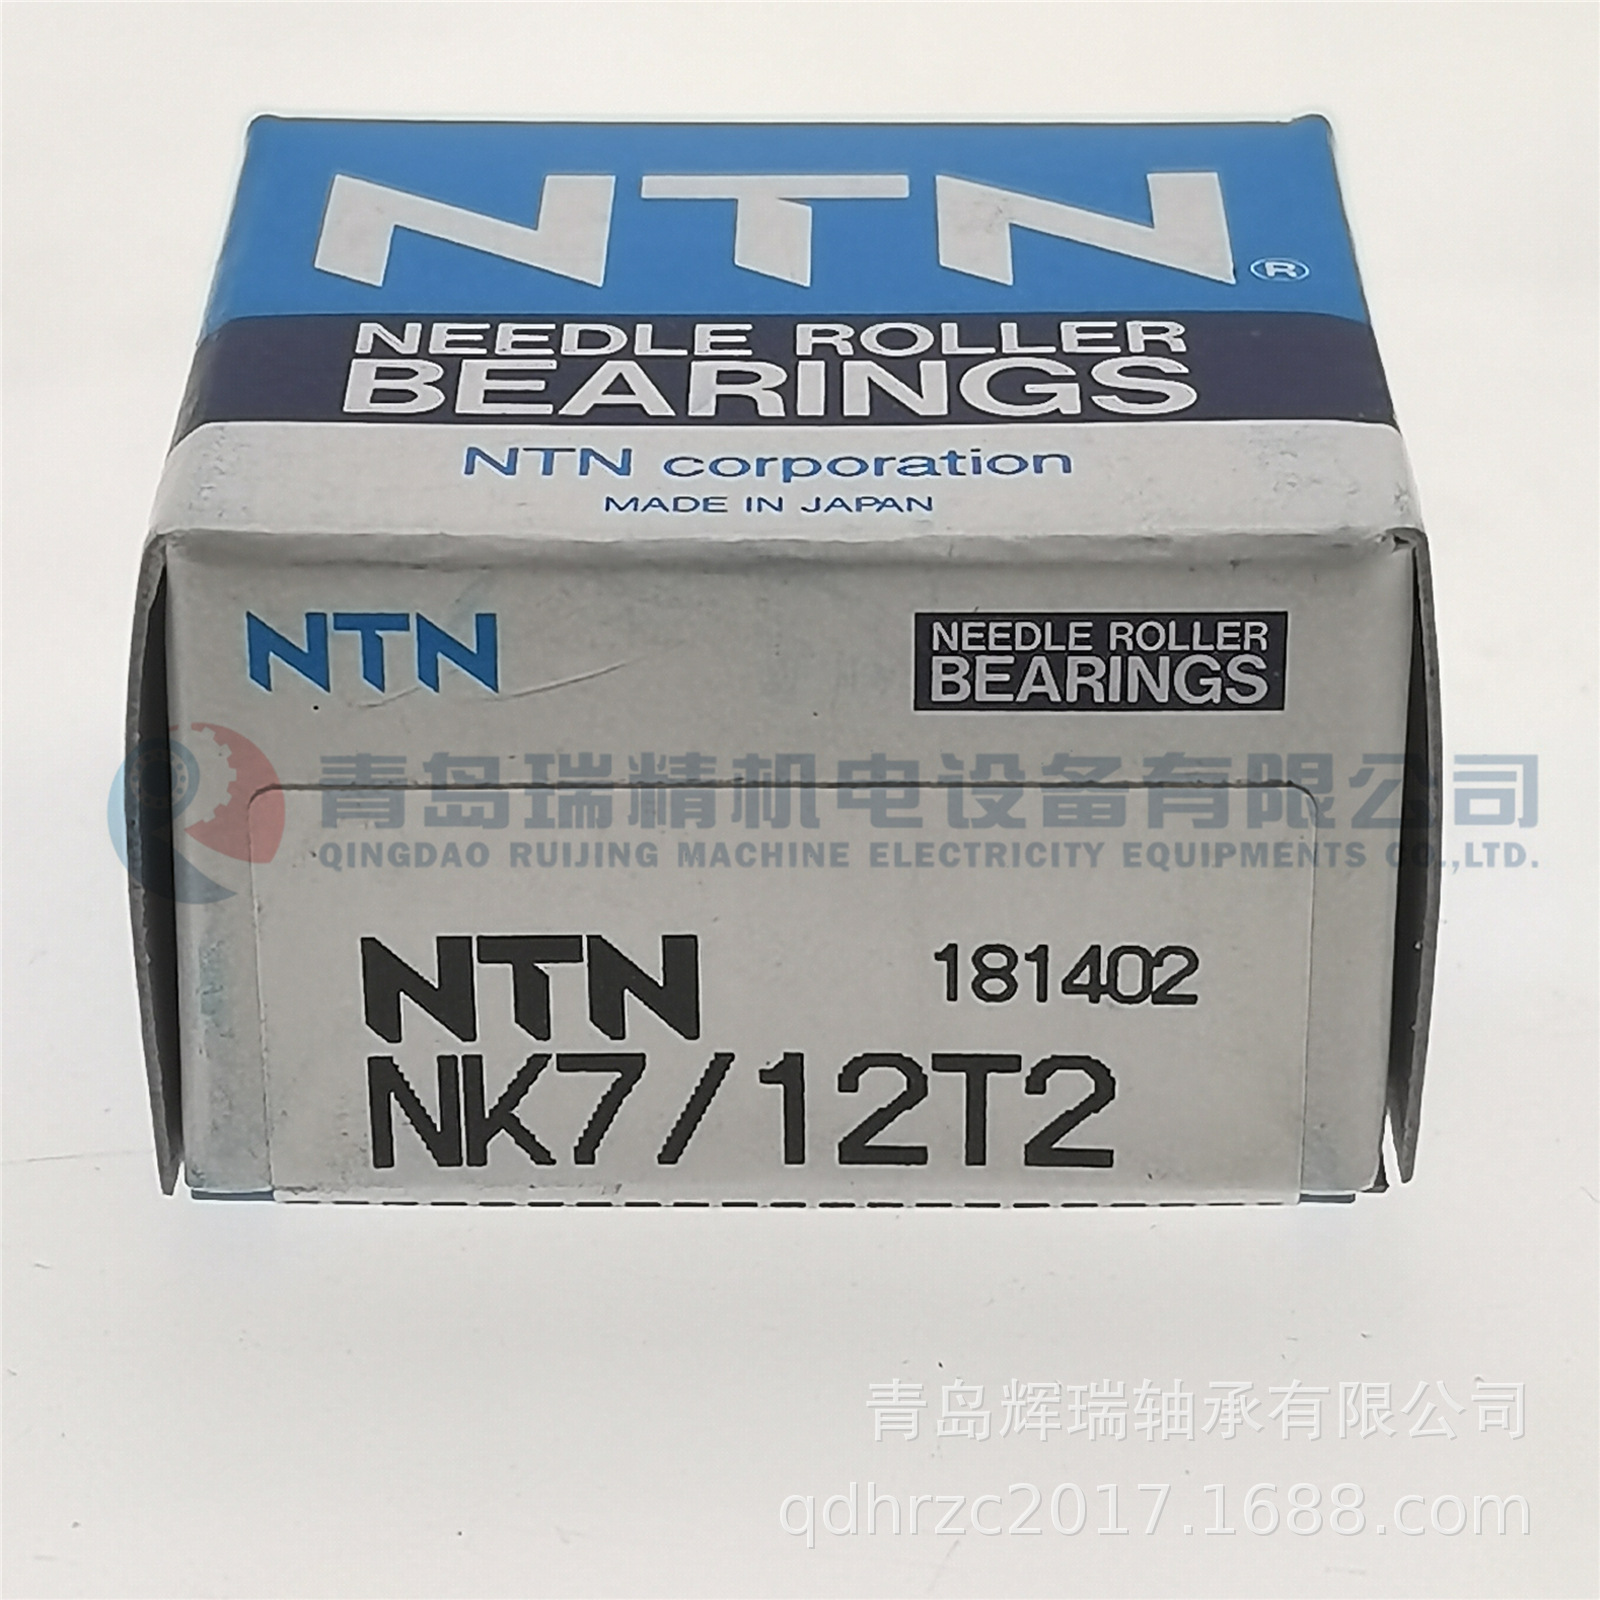 NTN®
NEEDLE ROLLER
BEARINGS
NTN corporation
MADE IN JAPAN
NTN
NEEDLE ROLLER
BEARINGS
青岛瑞精机电设备有限公司
QINGDAO RUIJING MACHINE ELECTRICITY EQUIPMENTS CO.,LTD.
NTN 181402
NK7/12T2
青岛辉瑞轴承有限公司
qdhrzc2017.1688.com